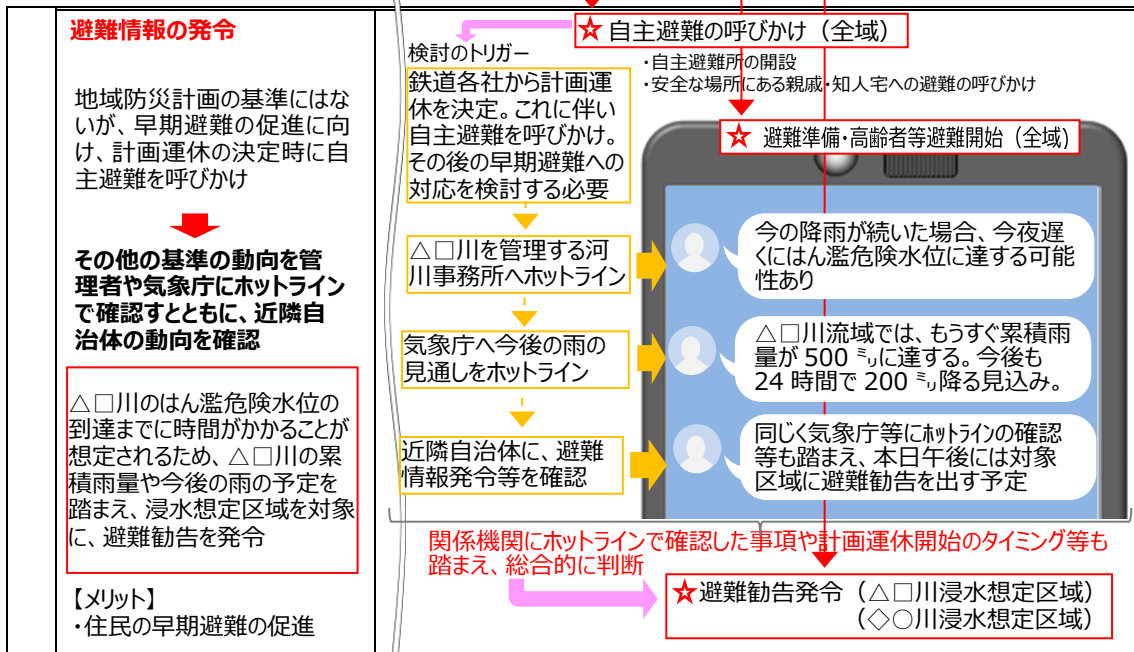 避難情報の発令
地域防災計画の基準にはな
いが、早期避難の促進に向
け、計画運休の決定時に自
主避難を呼びかけ
その他の基準の動向を管
理者や気象庁にホットライン
で確認すとともに、近隣自
治体の動向を確認
△□川のはん濫危険水位の
到達までに時間がかかることが
想定されるため、△□川の累
積雨量や今後の雨の予定を
踏まえ、浸水想定区域を対象
に、避難勧告を発令
【メリット】
・住民の早期避難の促進
☆自主避難の呼びかけ（全域）
・自主避難所の開設
・安全な場所にある親戚・知人宅への避難の呼びかけ
☆ 避難準備・高齢者等避難開始（全域）
検討のトリガー
鉄道各社から計画運
休を決定。これに伴い
自主避難を呼びかけ。
その後の早期避難への
対応を検討する必要
△□川を管理する河
川事務所へホットライン
今の降雨が続いた場合、今夜遅
くにはん濫危険水位に達する可能
性あり
気象庁へ今後の雨の
見通しをホットライン
△□川流域では、もうすぐ累積雨
量が 500 ㍉に達する。今後も
24 時間で 200 ㍉降る見込み。
近隣自治体に、避難
情報発令等を確認
同じく気象庁等にﾎｯﾄﾗｲﾝの確認
等も踏まえ、本日午後には対象
区域に避難勧告を出す予定
関係機関にホットラインで確認した事項や計画運休開始のタイミング等も
踏まえ、総合的に判断
☆避難勧告発令（△□川浸水想定区域）
（◇○川浸水想定区域）